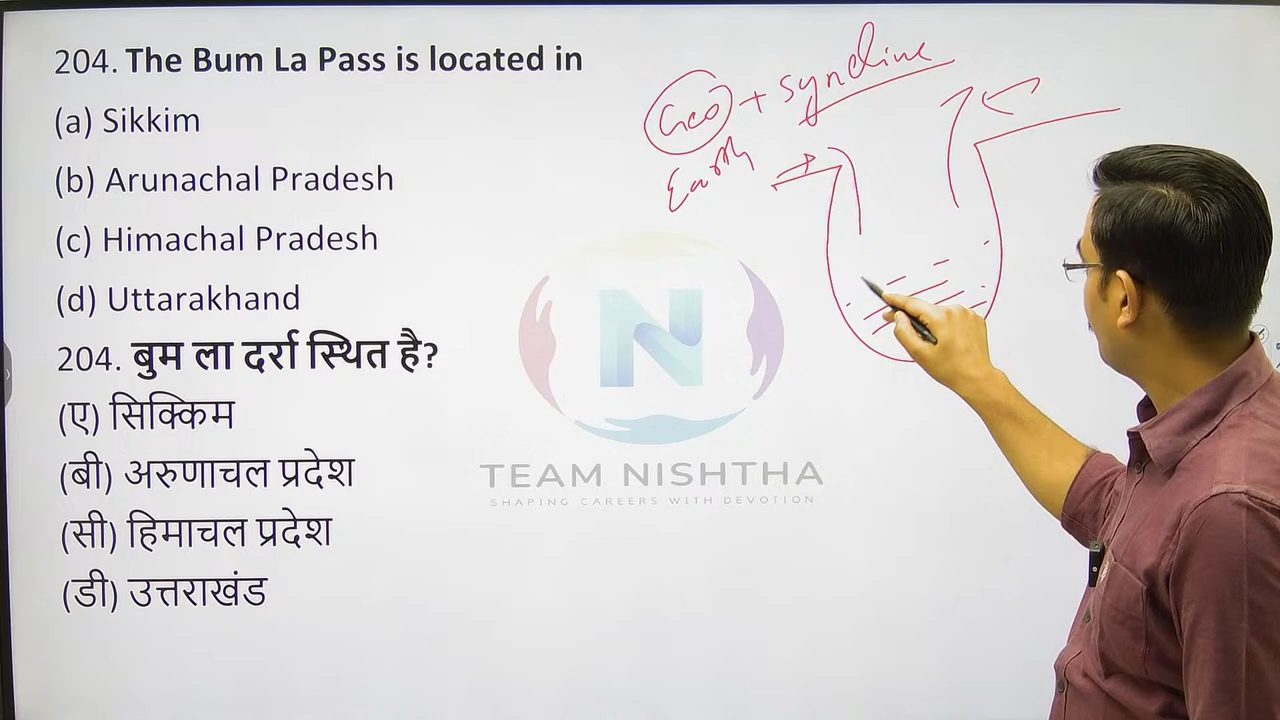 204. The Bum La Pass is located in
(a) Sikkim
(b) Arunachal Pradesh
(c) Himachal Pradesh
(d) Uttarakhand
204. बुम ला दर्रा स्थित है?
(ए) सिक्किम
(बी) अरुणाचल प्रदेश
(सी) हिमाचल प्रदेश
(डी) उत्तराखंड
Geo + syncline
Earth
N
TEAM NISHTHA
SHAPING CAREERS WITH DEVOTION